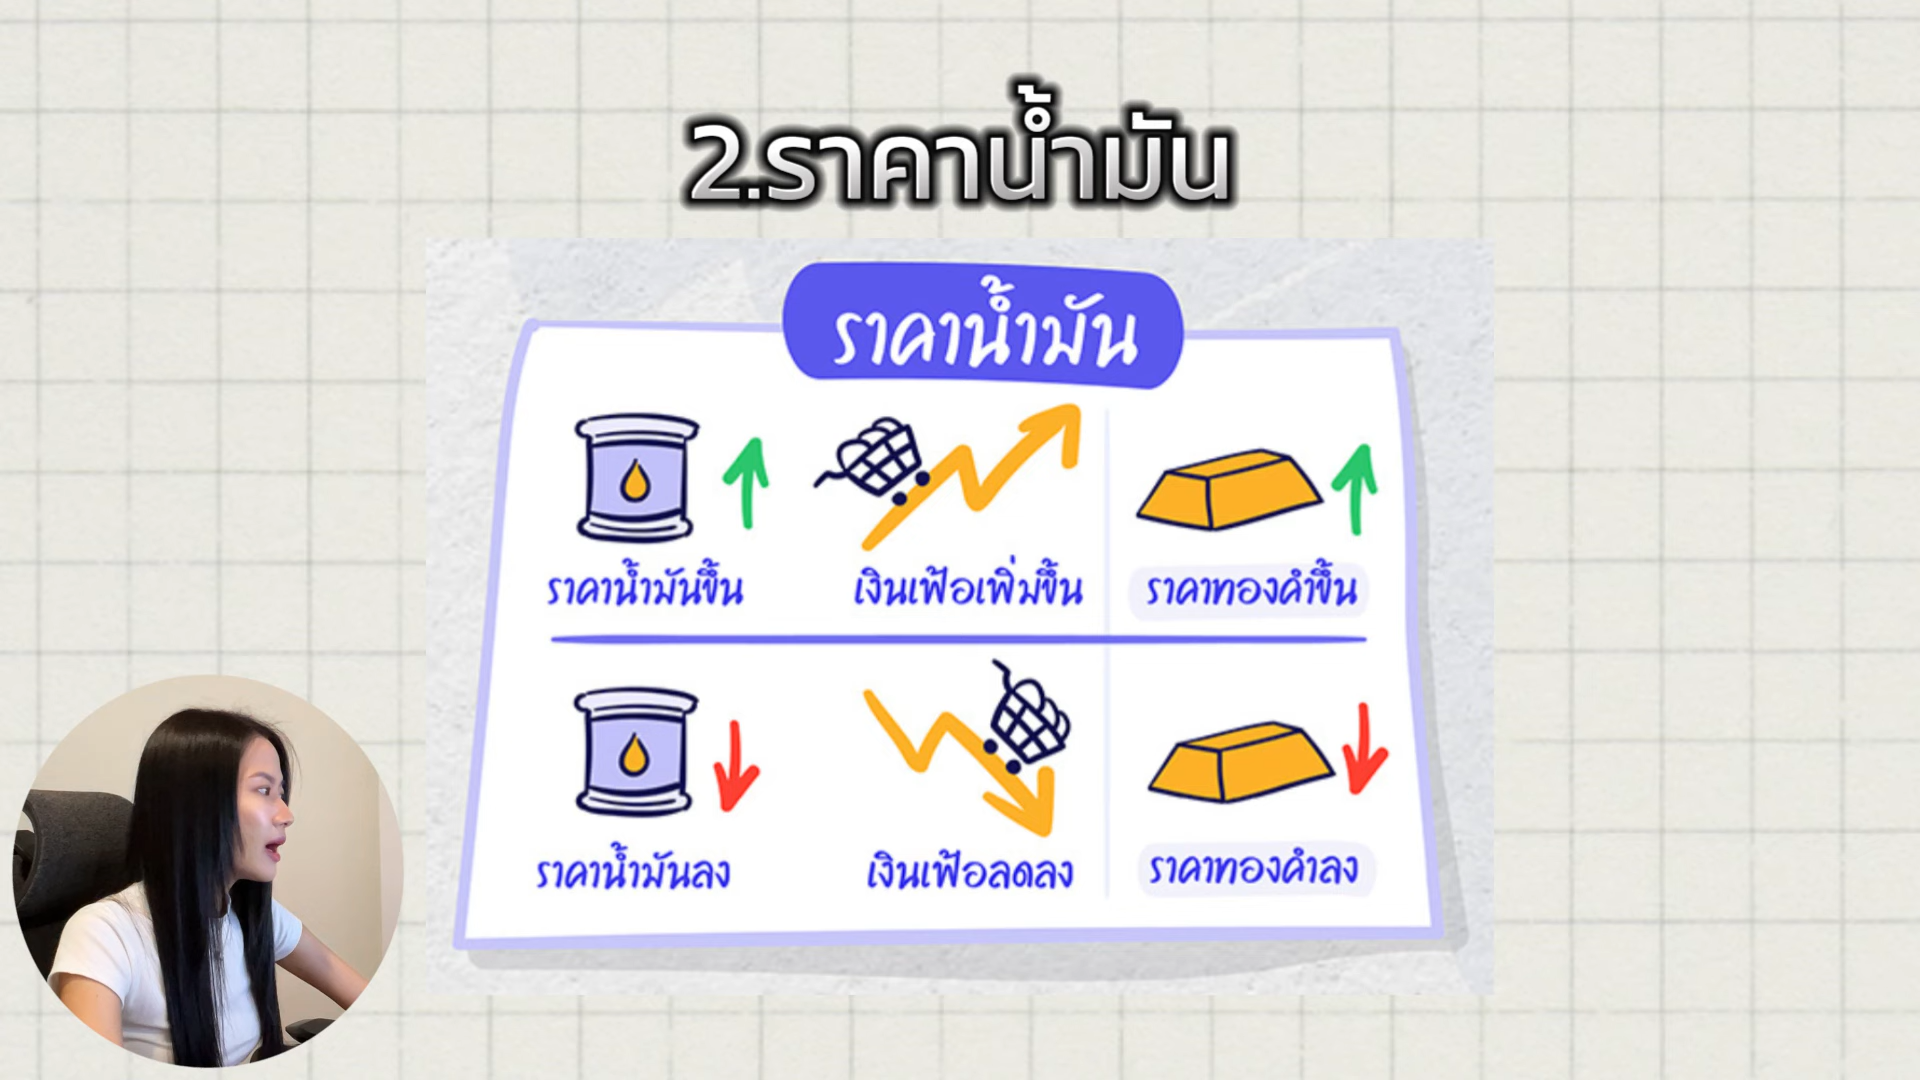 2.ราคาน้ำมัน
ราคาน้ำมัน
ราคาน้ำมันขึ้น
เงินเฟ้อเพิ่มขึ้น
ราคาทองคำขึ้น
ราคาน้ำมันลง
เงินเฟ้อลดลง
ราคาทองคำลง